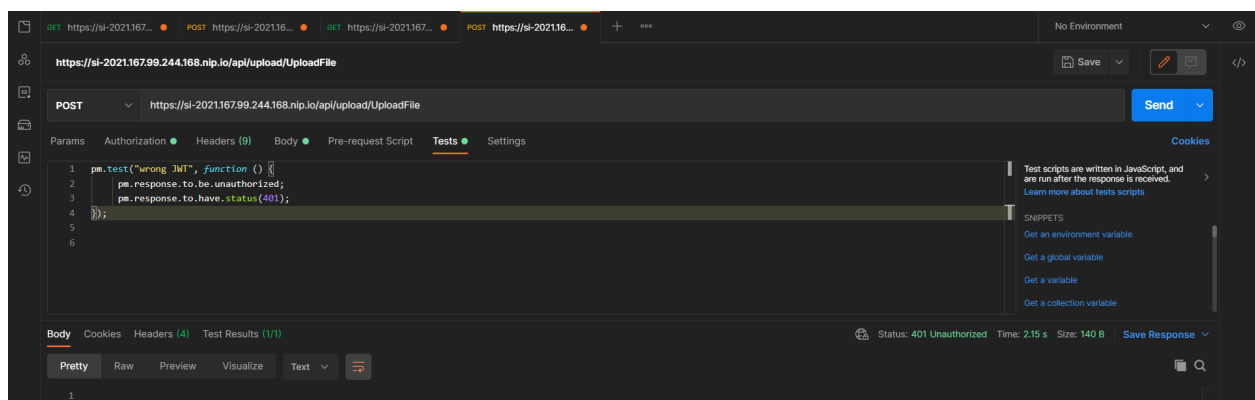 GET https://si-2021.167... POST https://si-2021.16... GET https://si-2021.167... POST https://si-2021.16... No Environment
https://si-2021.167.99.244.168.nip.io/api/upload/UploadFile Save
POST https://si-2021.167.99.244.168.nip.io/api/upload/UploadFile Send
Params Authorization Headers (9) Body Pre-request Script Tests Settings Cookies
1 pm.test("wrong JWT", function () {
2 pm.response.to.be.unauthorized;
3 pm.response.to.have.status(401);
4 });
5
6
Test scripts are written in JavaScript, and
are run after the response is received.
Learn more about tests scripts
SNIPPETS
Get an environment variable
Get a global variable
Get a variable
Get a collection variable
Body Cookies Headers (4) Test Results (1/1) Status: 401 Unauthorized Time: 2.15 s Size: 140 B Save Response
Pretty Raw Preview Visualize Text
1